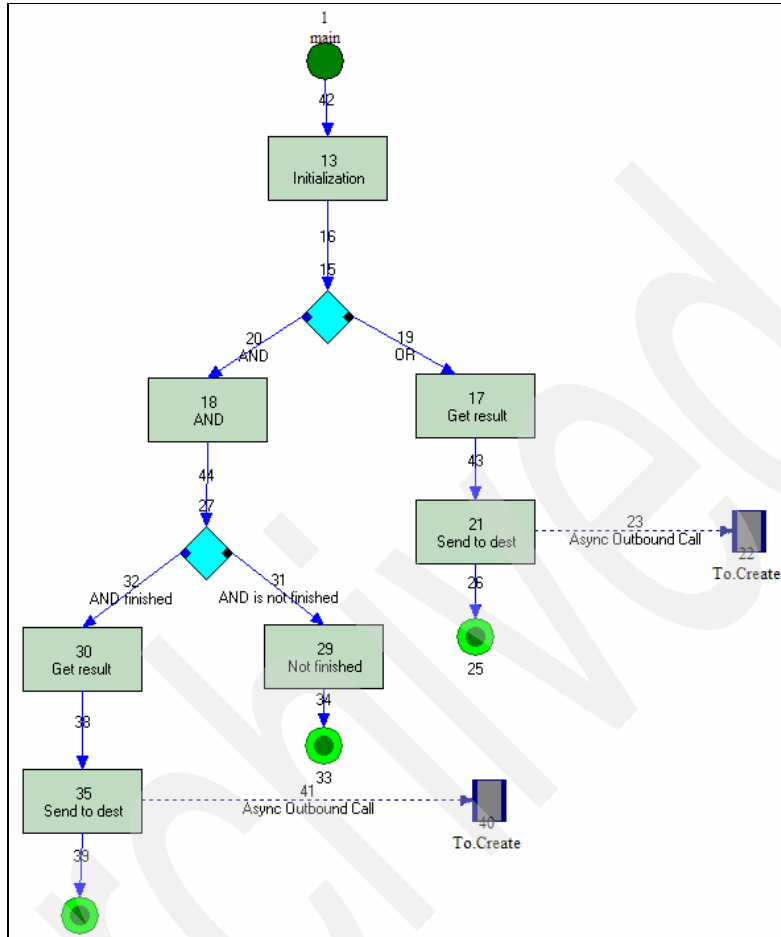 1
main
42
13
Initialization
16
15
20
AND
19
OR
18
AND
17
Get result
44
43
27
21
Send to dest
23
Async Outbound Call
22
To.Create
32
AND finished
31
AND is not finished
26
25
30
Get result
29
Not finished
34
33
38
35
Send to dest
41
Async Outbound Call
40
To.Create
39
rchived